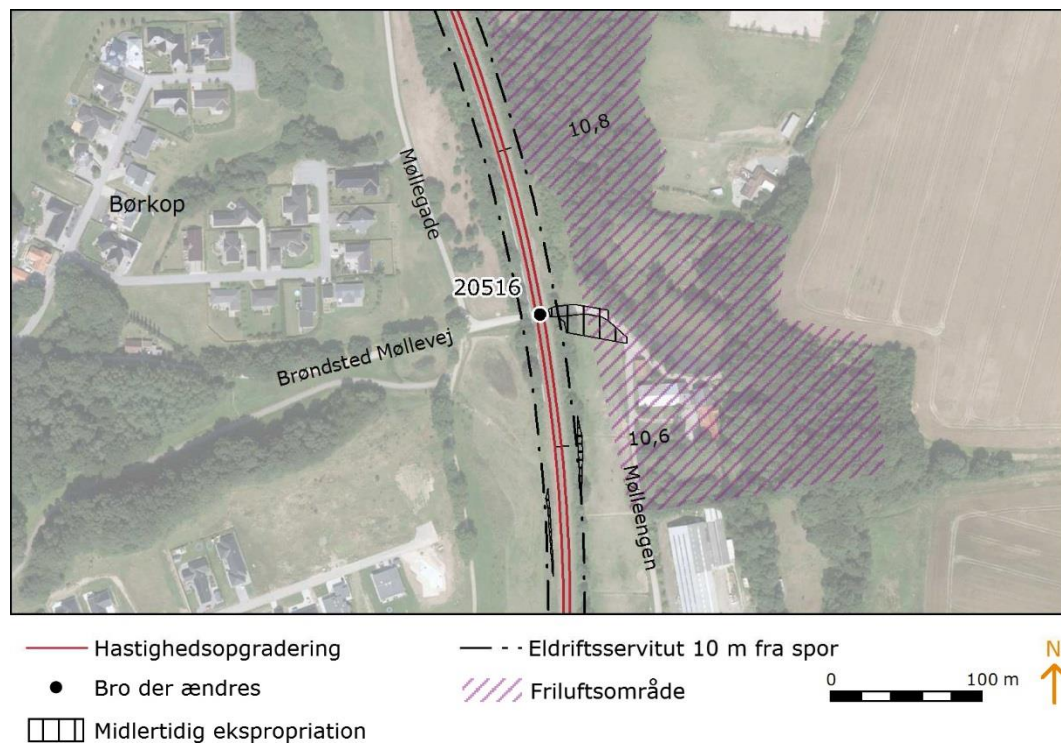 10,8
Møllegade
Børkop
20516
Brøndsted Møllevej
10,6
Mølleengen
Hastighedsopgradering
Eldriftsservitut 10 m fra spor
N
Bro der ændres
Friluftsområde
0 100 m
Midlertidig ekspropriation